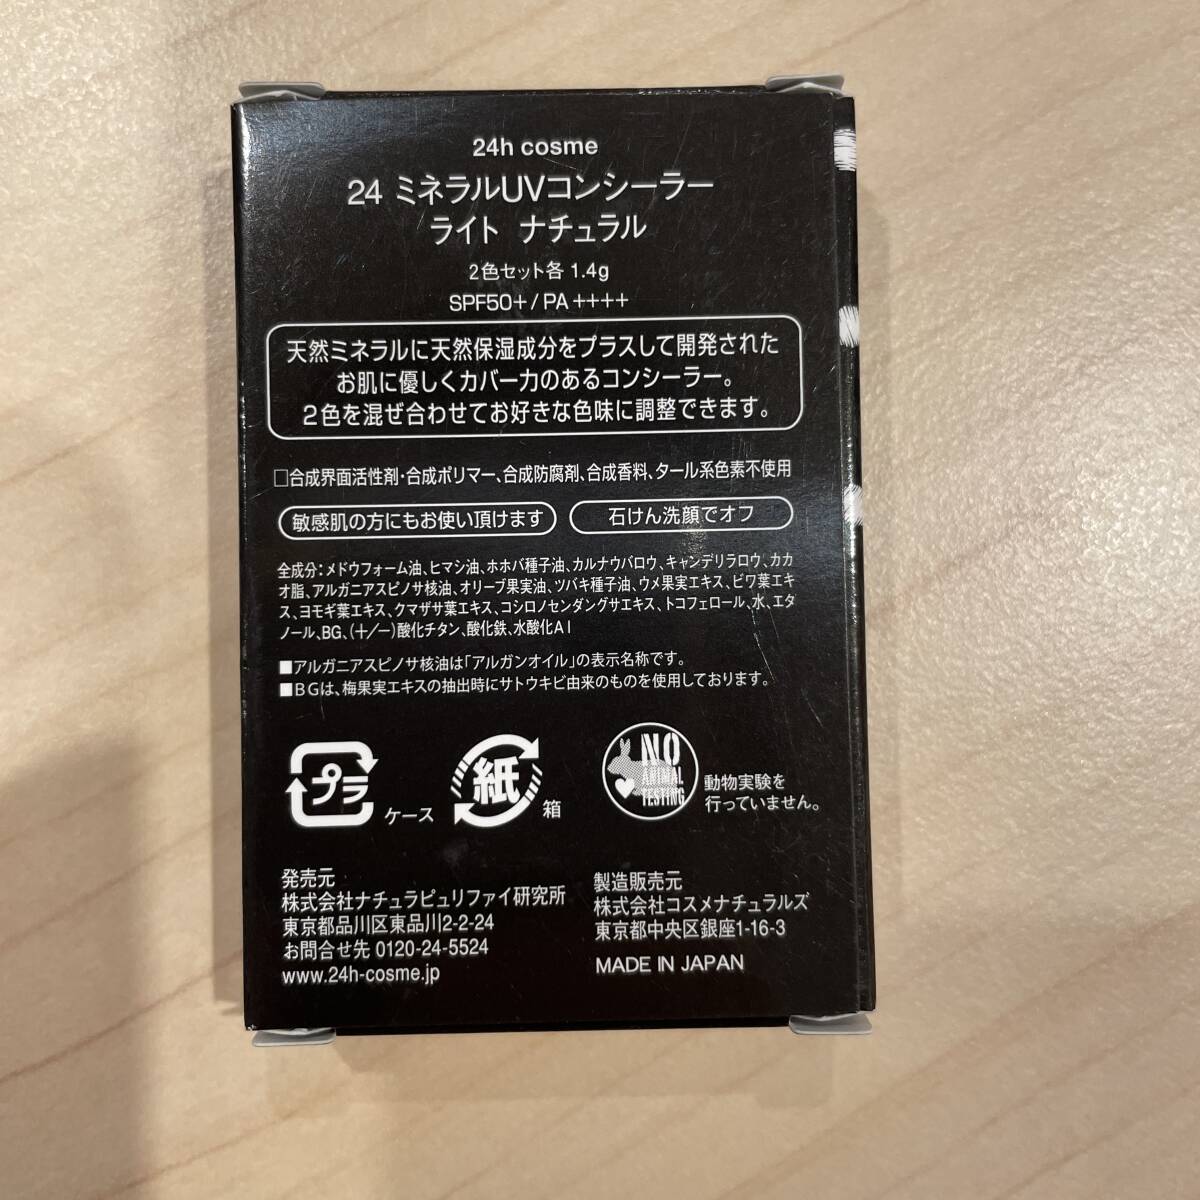 24h cosme
24 ミネラルUVコンシーラー
ライト ナチュラル
2色セット各 1.4g
SPF50+/PA++++
天然ミネラルに天然保湿成分をプラスして開発された
お肌に優しくカバー力のあるコンシーラー。
2色を混ぜ合わせてお好きな色味に調整できます。
□合成界面活性剤・合成ポリマー、合成防腐剤、合成香料、タール系色素不使用
敏感肌の方にもお使い頂けます
石けん洗顔でオフ
全成分：メドウフォーム油、ヒマシ油、ホホバ種子油、カルナウバロウ、キャンデリラロウ、カカ
オ脂、アルガニアスピノサ核油、オリーブ果実油、ツバキ種子油、ウメ果実エキス、ビワ葉エキ
ス、ヨモギ葉エキス、クマザサ葉エキス、コシロノセンダングサエキス、トコフェロール、水、エタ
ノール、BG、(+/−)酸化チタン、酸化鉄、水酸化Al
■アルガニアスピノサ核油は「アルガンオイル」の表示名称です。
■BGは、梅果実エキスの抽出時にサトウキビ由来のものを使用しております。
プラ
ケース
紙
箱
NO
ANIMAL
TESTING
動物実験を
行っていません。
発売元
株式会社ナチュラピュリファイ研究所
東京都品川区東品川2-2-24
お問合せ先 0120-24-5524
www.24h-cosme.jp
製造販売元
株式会社コスメナチュラルズ
東京都中央区銀座1-16-3
MADE IN JAPAN